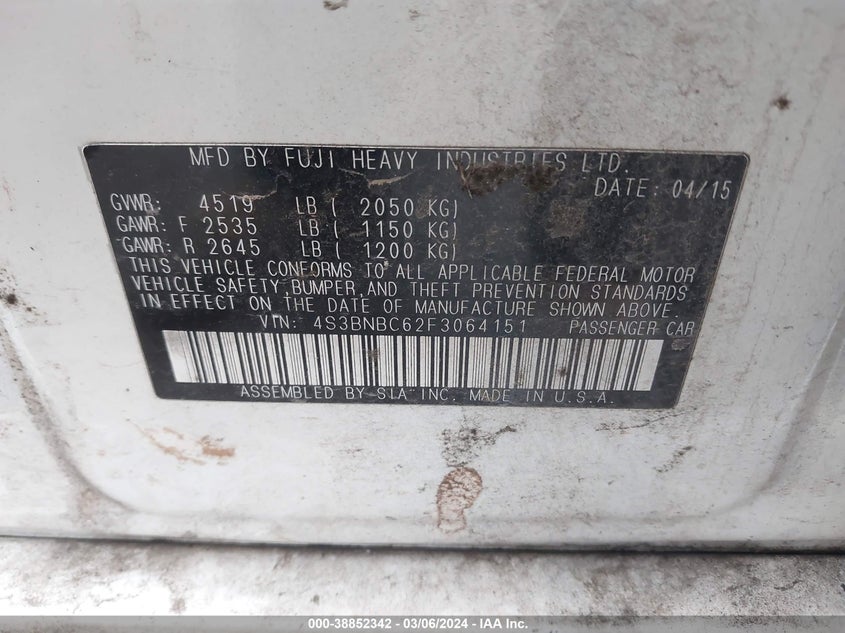 MFD BY FUJI HEAVY INDUSTRIES LTD.
DATE: 04/15
GVWR: 4519 LB ( 2050 KG)
GAWR: F 2535 LB ( 1150 KG)
GAWR: R 2645 LB ( 1200 KG)
THIS VEHICLE CONFORMS TO ALL APPLICABLE FEDERAL MOTOR
VEHICLE SAFETY, BUMPER, AND THEFT PREVENTION STANDARDS
IN EFFECT ON THE DATE OF MANUFACTURE SHOWN ABOVE.
VIN: 4S3BNBC62F3064151 PASSENGER CAR
ASSEMBLED BY SIA INC. MADE IN U.S.A.
000-38852342 - 03/06/2024 - IAA Inc.